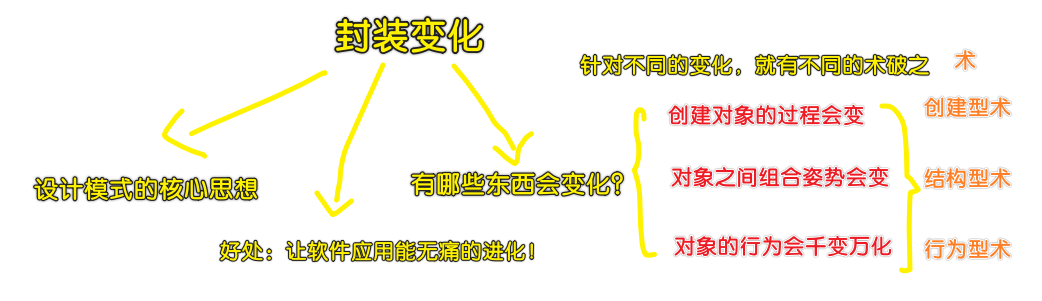 封装变化
针对不同的变化，就有不同的术破之
术
创建对象的过程会变
创建型术
设计模式的核心思想
有哪些东西会变化？
对象之间组合姿势会变
结构型术
好处：让软件应用能无痛的进化！
对象的行为会千变万化
行为型术